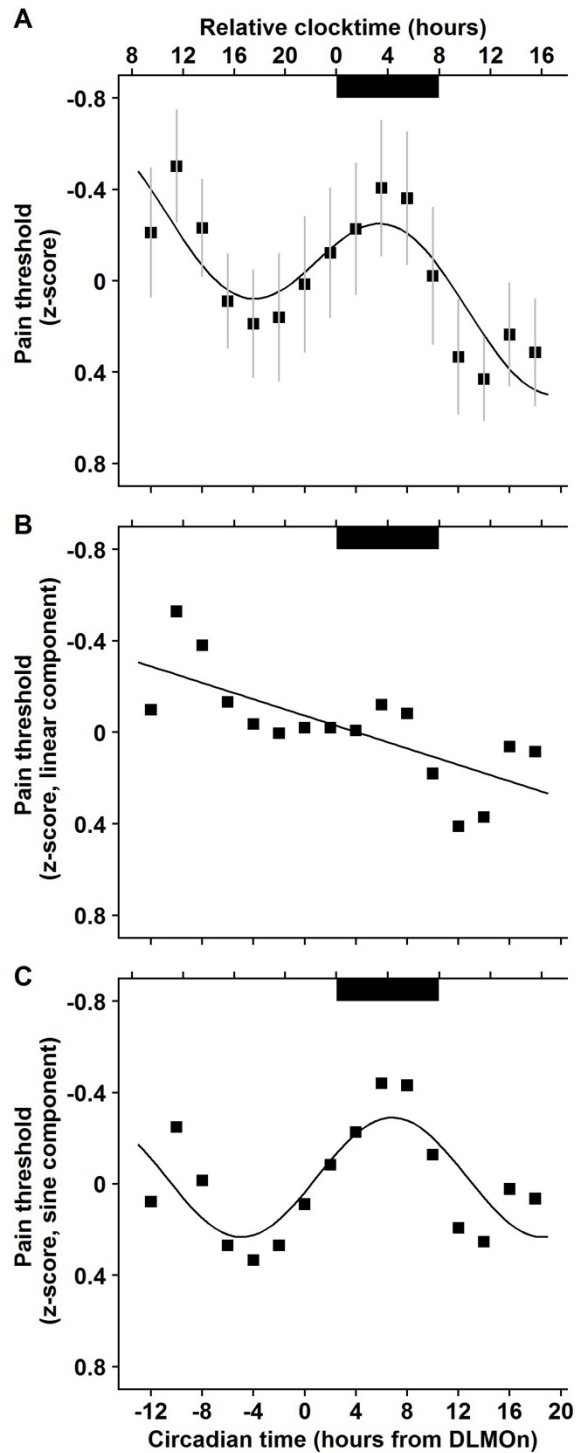 A
Relative clocktime (hours)
8 12 16 20 0 4 8 12 16
-0.8
-0.4
0
0.4
0.8
Pain threshold
(z-score)
B
-0.8
-0.4
0
0.4
0.8
Pain threshold
(z-score, linear component)
C
-0.8
-0.4
0
0.4
0.8
Pain threshold
(z-score, sine component)
-12 -8 -4 0 4 8 12 16 20
Circadian time (hours from DLMOn)